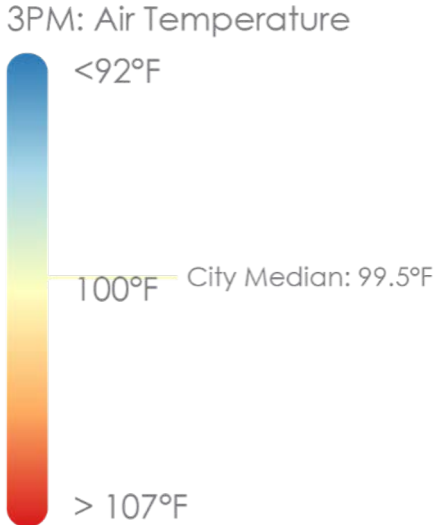 3PM: Air Temperature
<92°F
100°F
City Median: 99.5°F
> 107°F